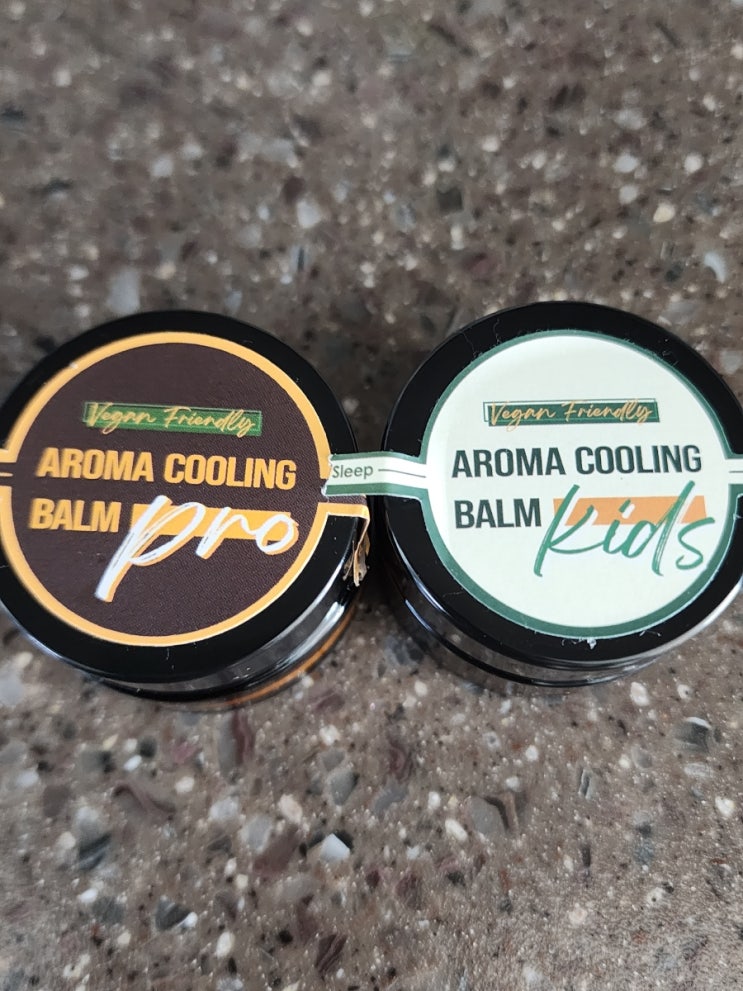 Vegan Friendly
AROMA COOLING
BALM pro
Sleep
Vegan Friendly
AROMA COOLING
BALM kids